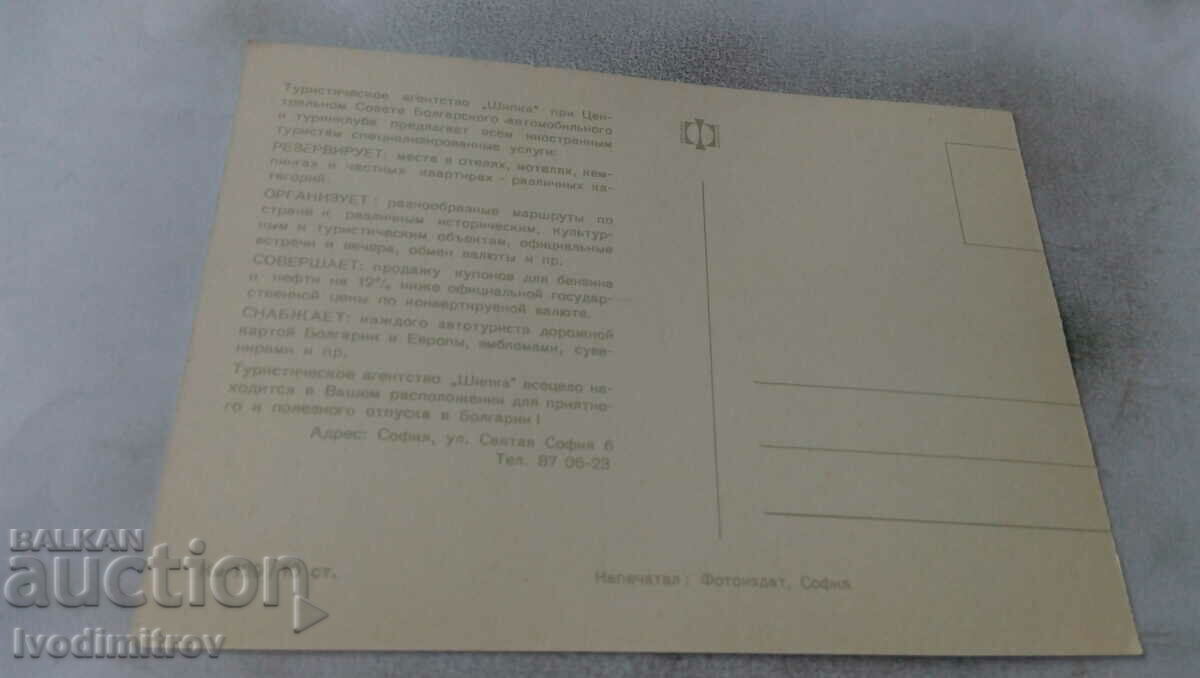 Туристическое агентство „Шипка" при Цен-
тральном Совете Болгарского автомобильного
и туринклуба предлагает всем иностранным
туристам специализированные услуги:
РЕЗЕРВИРУЕТ: места в отелях, мотелях, кем-
пингах и частных квартирах - различных ка-
тегорий.
ОРГАНИЗУЕТ: разнообразные маршруты по
стране к различным историческим, культур-
ным и туристическим объектам, официальные
встречи и вечера, обмен валюты и пр.
СОВЕРШАЕТ: продажу купонов для бензина
и нефти на 12% ниже официальной государ-
ственной цены по конвертируемой валюте.
СНАБЖАЕТ: каждого автотуриста дорожной
картой Болгарии и Европы, эмблемами, суве-
нирами и пр.
Туристическое агентство „Шипка" всецело на-
ходится в Вашем расположении для приятно-
го и полезного отпуска в Болгарии!
Адрес: София, ул. Святая София 6
Тел. 87 06-23
ст.
Напечатал: Фотоиздат, София
BALKAN
auction
Ivodimitrov